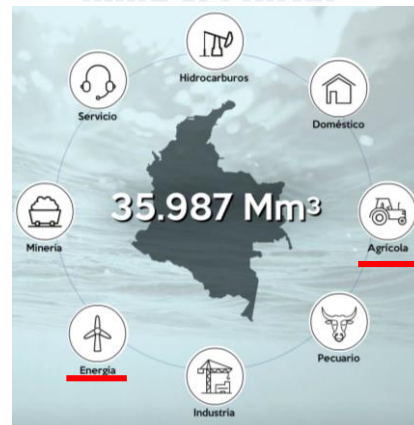 Hidrocarburos
Servicio
Doméstico
35.987 Mm³
Minería
Agrícola
Energía
Pecuario
Industria